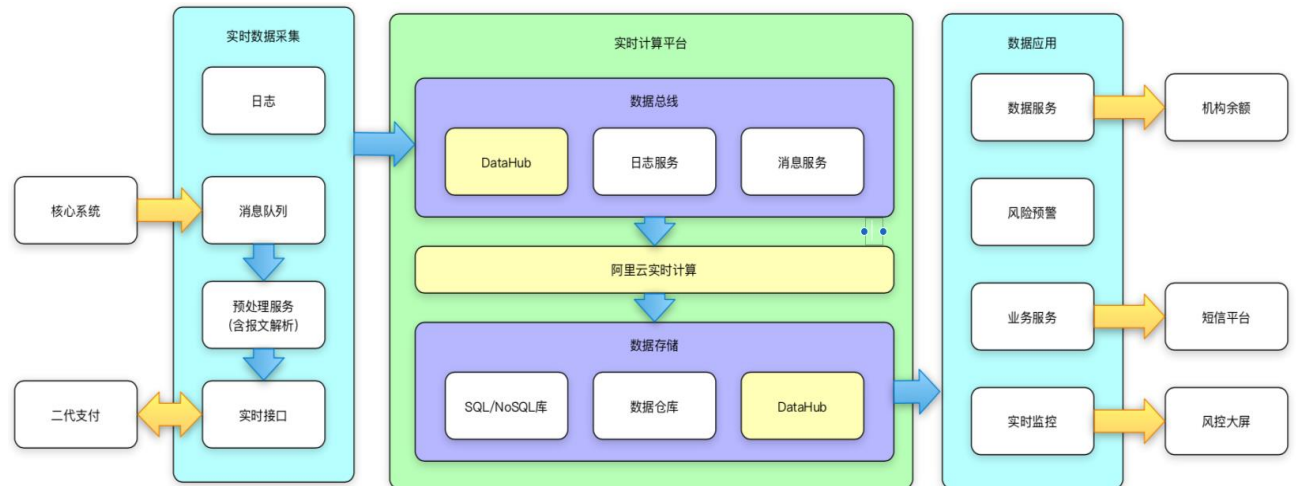 实时数据采集
日志
核心系统
消息队列
预处理服务
(含报文解析)
二代支付
实时接口
实时计算平台
数据总线
DataHub
日志服务
消息服务
阿里云实时计算
数据存储
SQL/NoSQL库
数据仓库
DataHub
数据应用
数据服务
机构余额
风险预警
业务服务
短信平台
实时监控
风控大屏